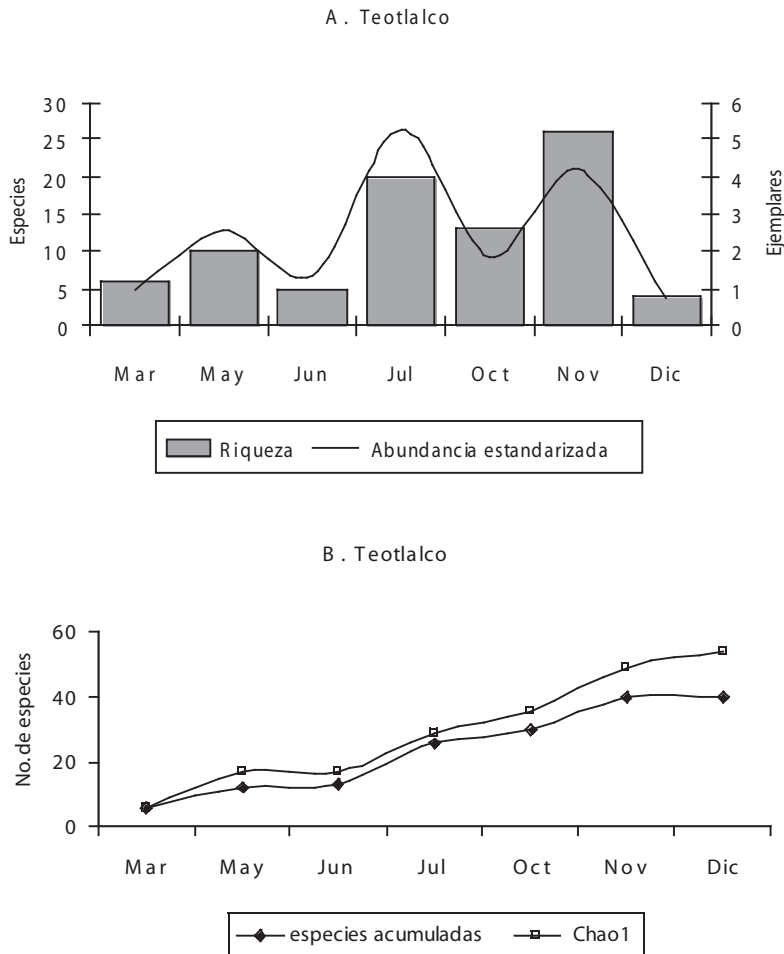 A . Teotlalco
30
25
20
15
10
5
0
Especies
6
5
4
3
2
1
0
Ejemplares
Mar May Jun Jul Oct Nov Dic
Riqueza Abundancia estandarizada
B . Teotlalco
60
40
20
0
No. de especies
Mar May Jun Jul Oct Nov Dic
especies acumuladas Chao1